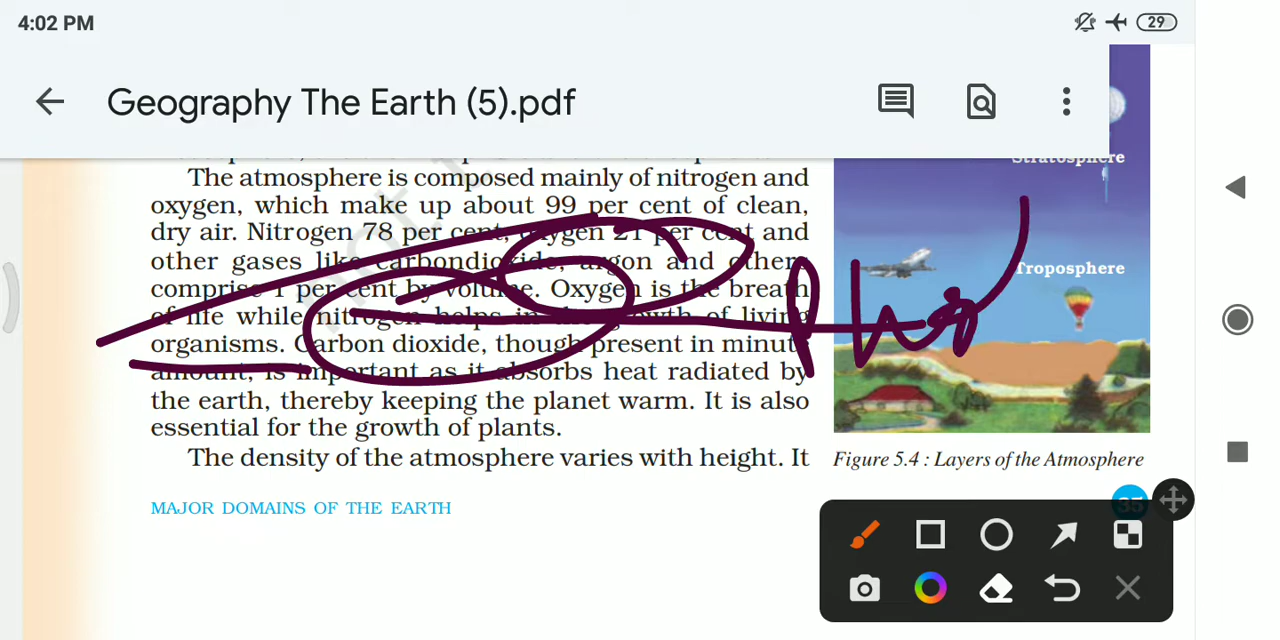 4:02 PM
29
Geography The Earth (5).pdf
Stratosphere
The atmosphere is composed mainly of nitrogen and
oxygen, which make up about 99 per cent of clean,
dry air. Nitrogen 78 per cent, oxygen 21 per cent and
other gases like carbondioxide, argon and others
comprise 1 per cent by volume. Oxygen is the breath
of life while nitrogen helps in the growth of living
organisms. Carbon dioxide, though present in minute
amount, is important as it absorbs heat radiated by
the earth, thereby keeping the planet warm. It is also
essential for the growth of plants.
The density of the atmosphere varies with height. It
Troposphere
Figure 5.4 : Layers of the Atmosphere
MAJOR DOMAINS OF THE EARTH
35